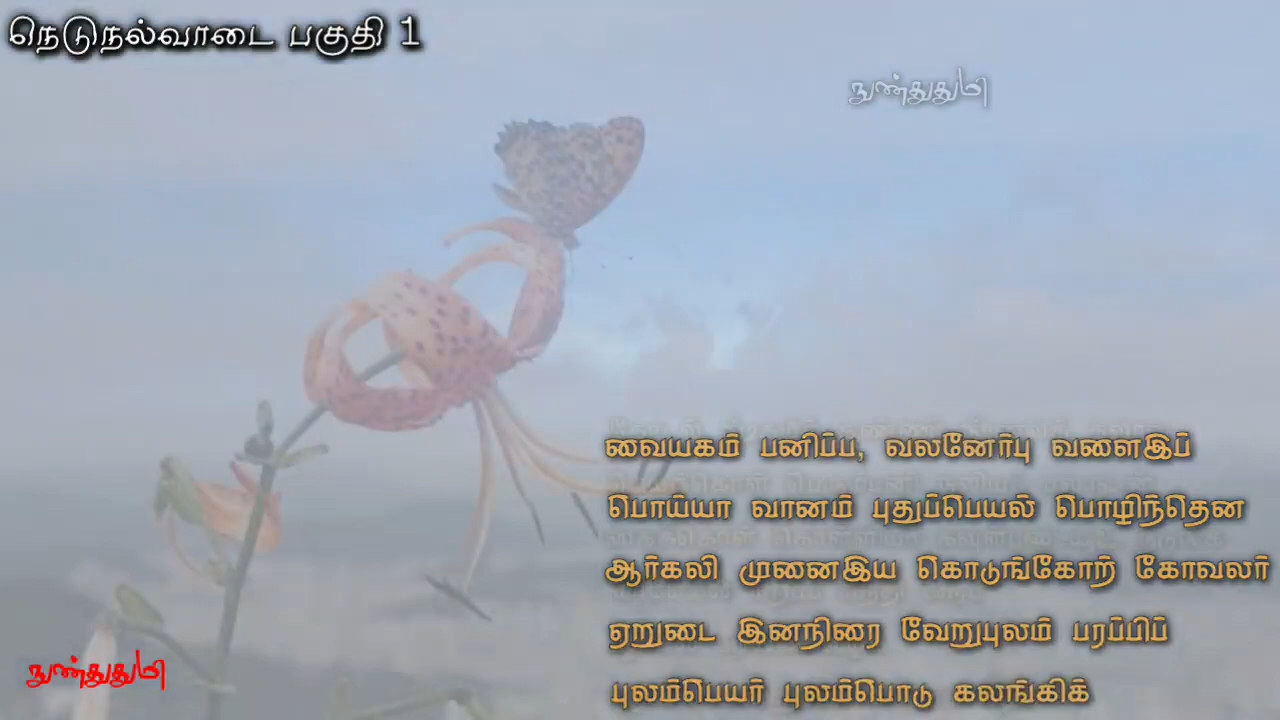 நெடுநல்வாடை பகுதி 1
நுண்துதுமி
வையகம் பனிப்ப, வலனேர்பு வளைஇப்
பொய்யா வானம் புதுப்பெயல் பொழிந்தென
ஆர்கலி முனைஇய கொடுங்கோற் கோவலர்
ஏறுடை இனநிரை வேறுபுலம் பரப்பிப்
புலம்பெயர் புலம்பொடு கலங்கிக்
நுண்துதுமி